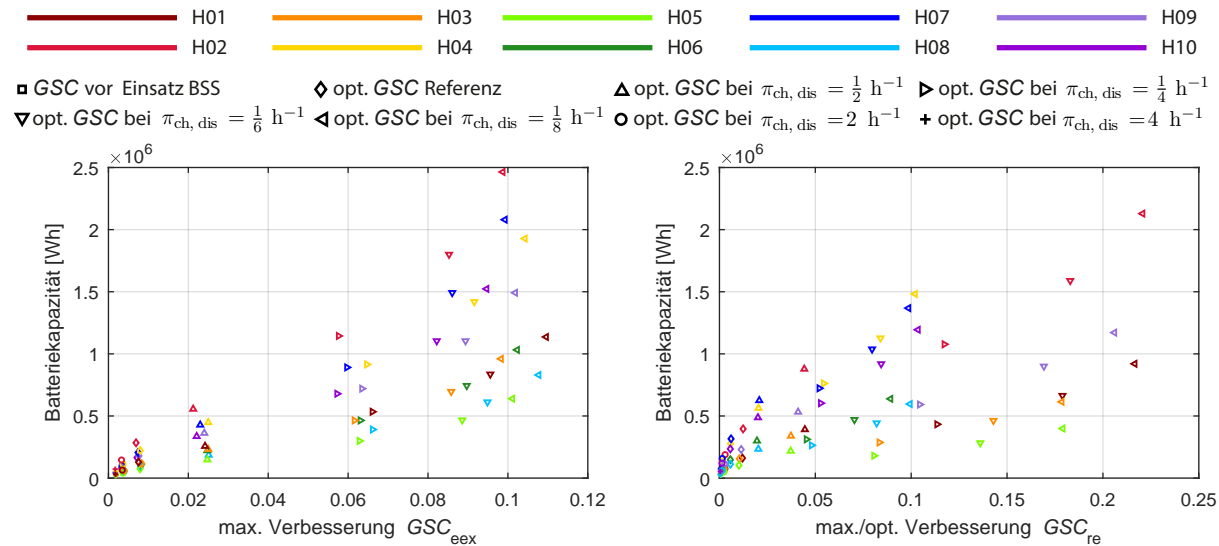 H01 H03 H05 H07 H09
H02 H04 H06 H08 H10
GSC vor Einsatz BSS opt. GSC Referenz opt. GSC bei π_ch, dis = 1/2 h⁻¹ opt. GSC bei π_ch, dis = 1/4 h⁻¹
opt. GSC bei π_ch, dis = 1/6 h⁻¹ opt. GSC bei π_ch, dis = 1/8 h⁻¹ opt. GSC bei π_ch, dis = 2 h⁻¹ opt. GSC bei π_ch, dis = 4 h⁻¹
×10⁶
2.5
2
1.5
1
0.5
0
Batteriekapazität [Wh]
0 0.02 0.04 0.06 0.08 0.1 0.12
max. Verbesserung GSC_eex
×10⁶
2.5
2
1.5
1
0.5
0
Batteriekapazität [Wh]
0 0.05 0.1 0.15 0.2 0.25
max./opt. Verbesserung GSC_re